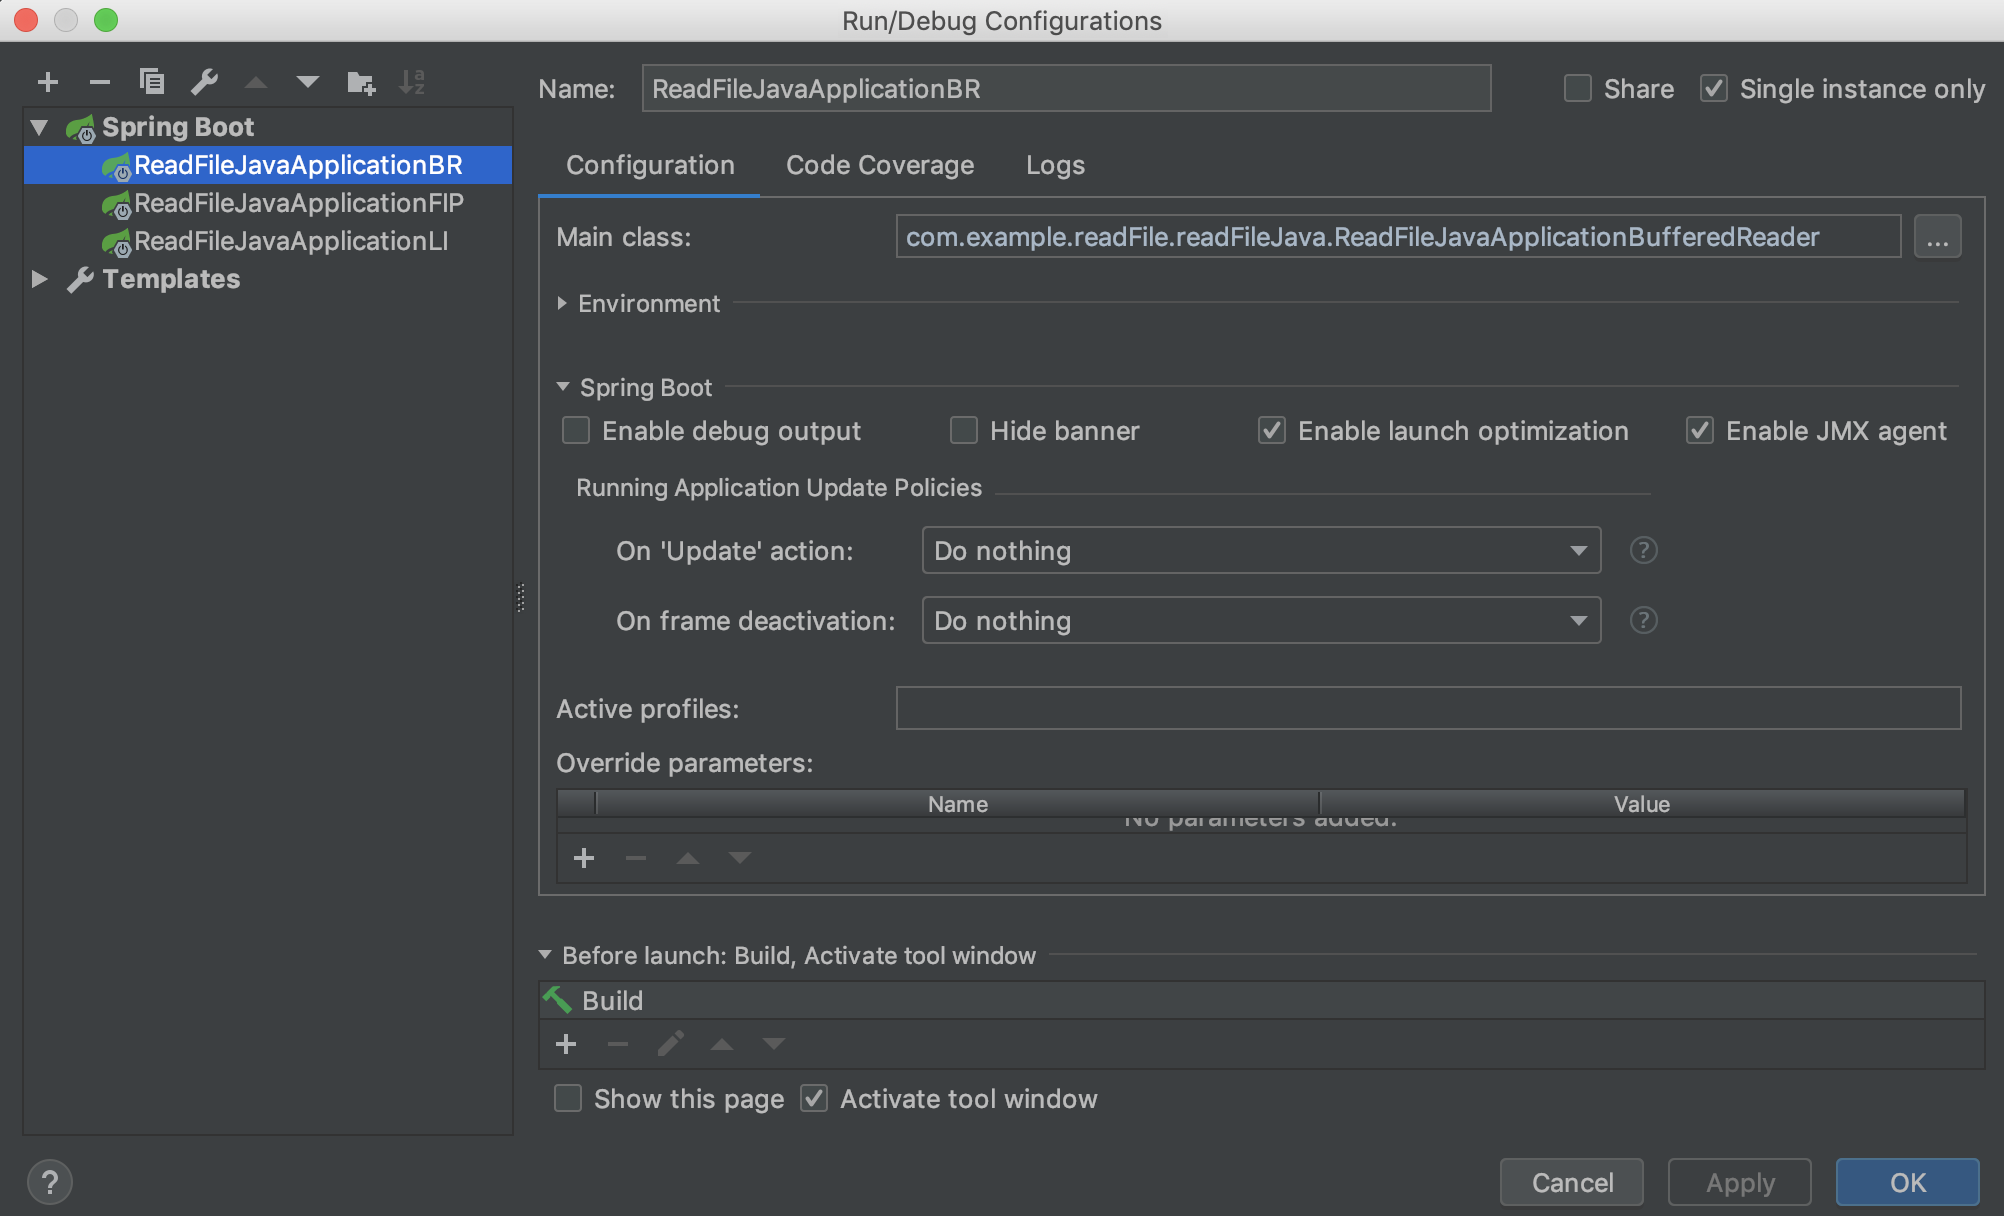 Run/Debug Configurations
Name: ReadFileJavaApplicationBR Share Single instance only
Spring Boot
ReadFileJavaApplicationBR
ReadFileJavaApplicationFIP
ReadFileJavaApplicationLI
Templates
Configuration Code Coverage Logs
Main class: com.example.readFile.readFileJava.ReadFileJavaApplicationBufferedReader ...
Environment
Spring Boot
Enable debug output Hide banner Enable launch optimization Enable JMX agent
Running Application Update Policies
On 'Update' action: Do nothing ?
On frame deactivation: Do nothing ?
Active profiles:
Override parameters:
Name Value
No parameters added.
Before launch: Build, Activate tool window
Build
Show this page Activate tool window
? Cancel Apply OK